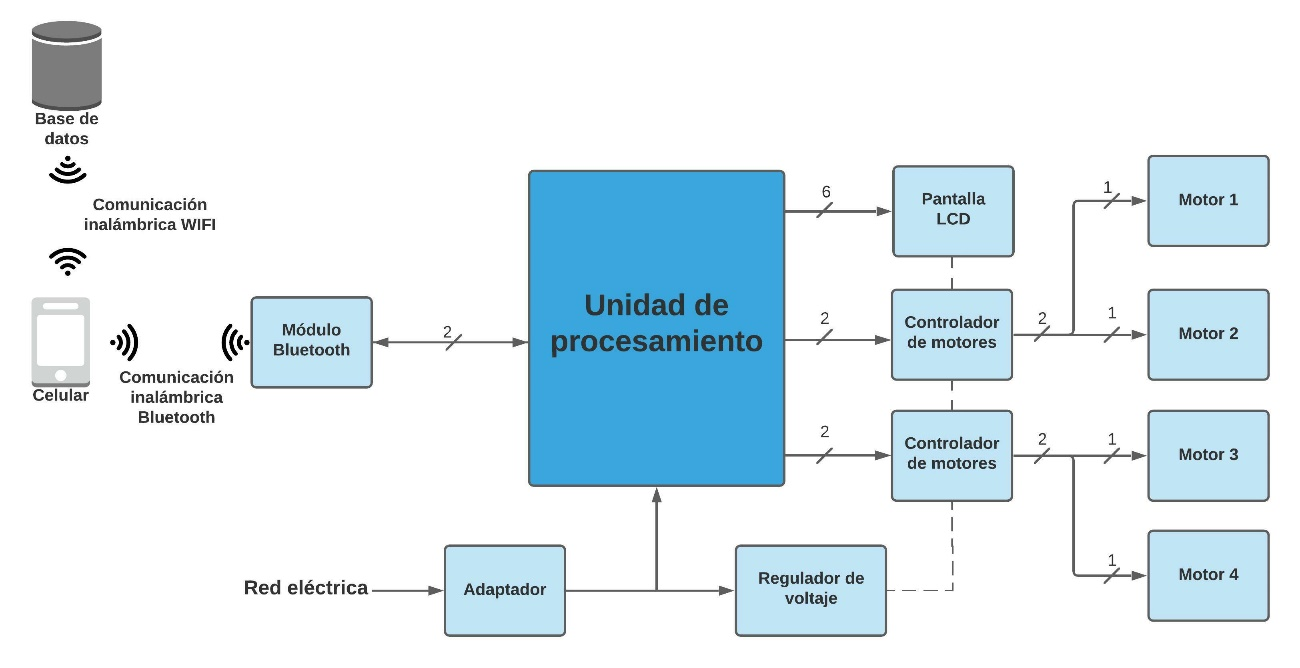 Base de
datos
Comunicación
inalámbrica WIFI
Celular
Comunicación
inalámbrica
Bluetooth
Módulo
Bluetooth
2
Unidad de
procesamiento
6
Pantalla
LCD
2
Controlador
de motores
2
1
Motor 1
1
Motor 2
2
Controlador
de motores
2
1
Motor 3
1
Motor 4
Red eléctrica
Adaptador
Regulador de
voltaje